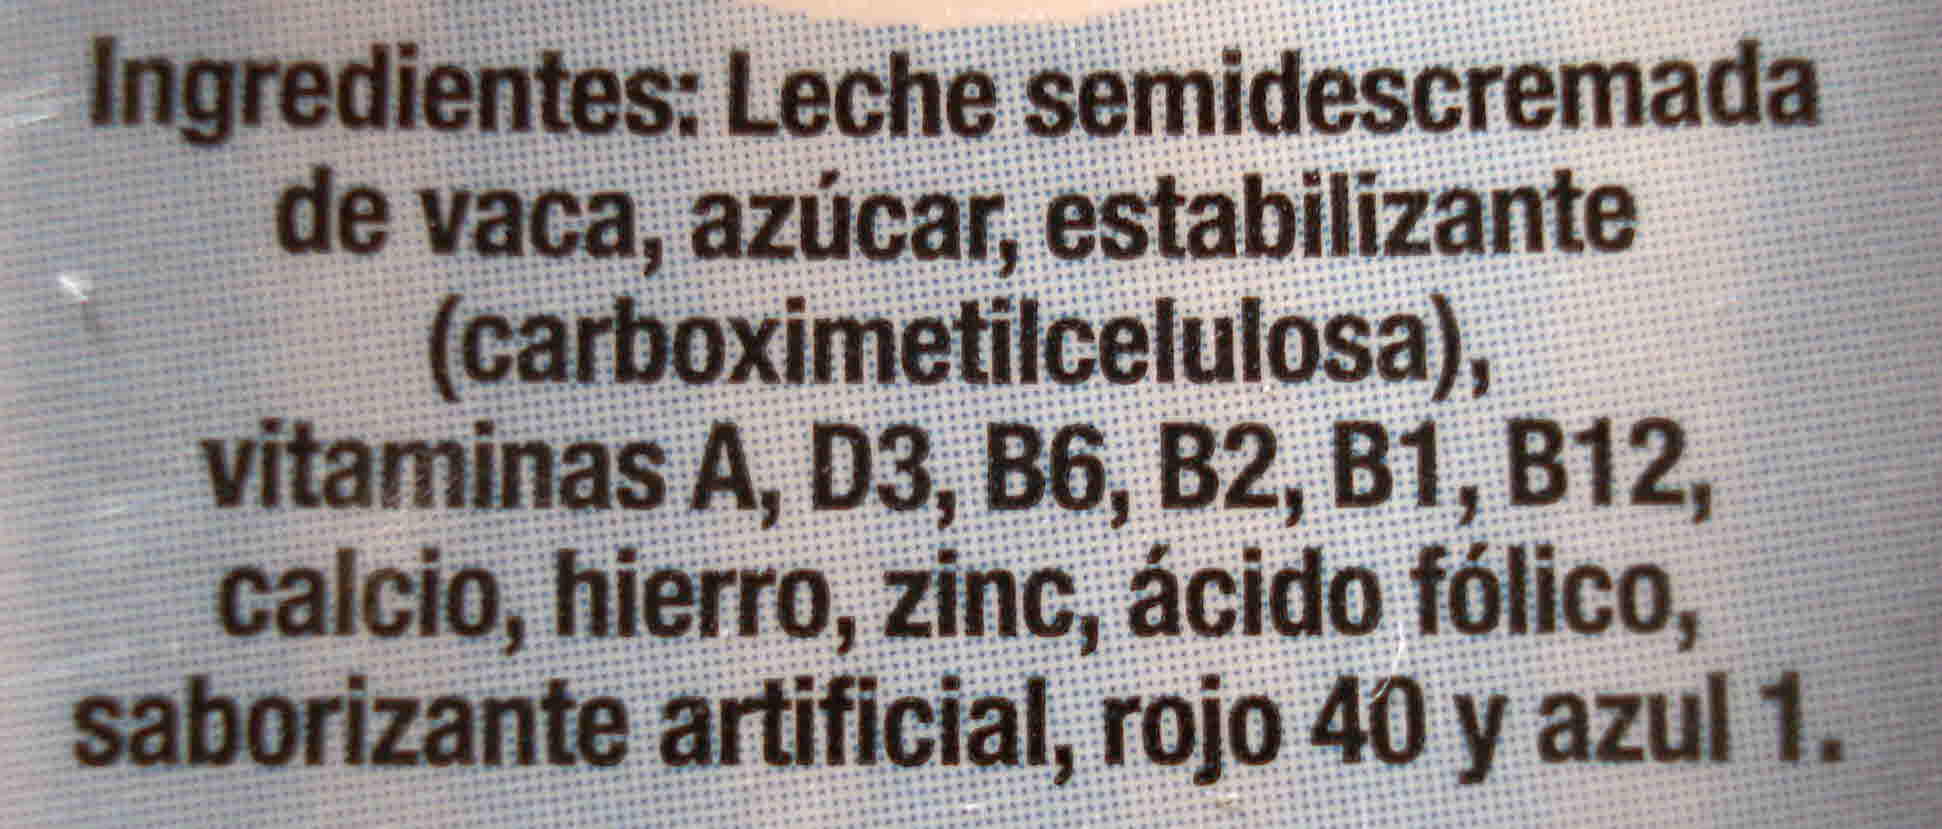 Ingredientes: Leche semidescremada
de vaca, azúcar, estabilizante
(carboximetilcelulosa),
vitaminas A, D3, B6, B2, B1, B12,
calcio, hierro, zinc, ácido fólico,
saborizante artificial, rojo 40 y azul 1.